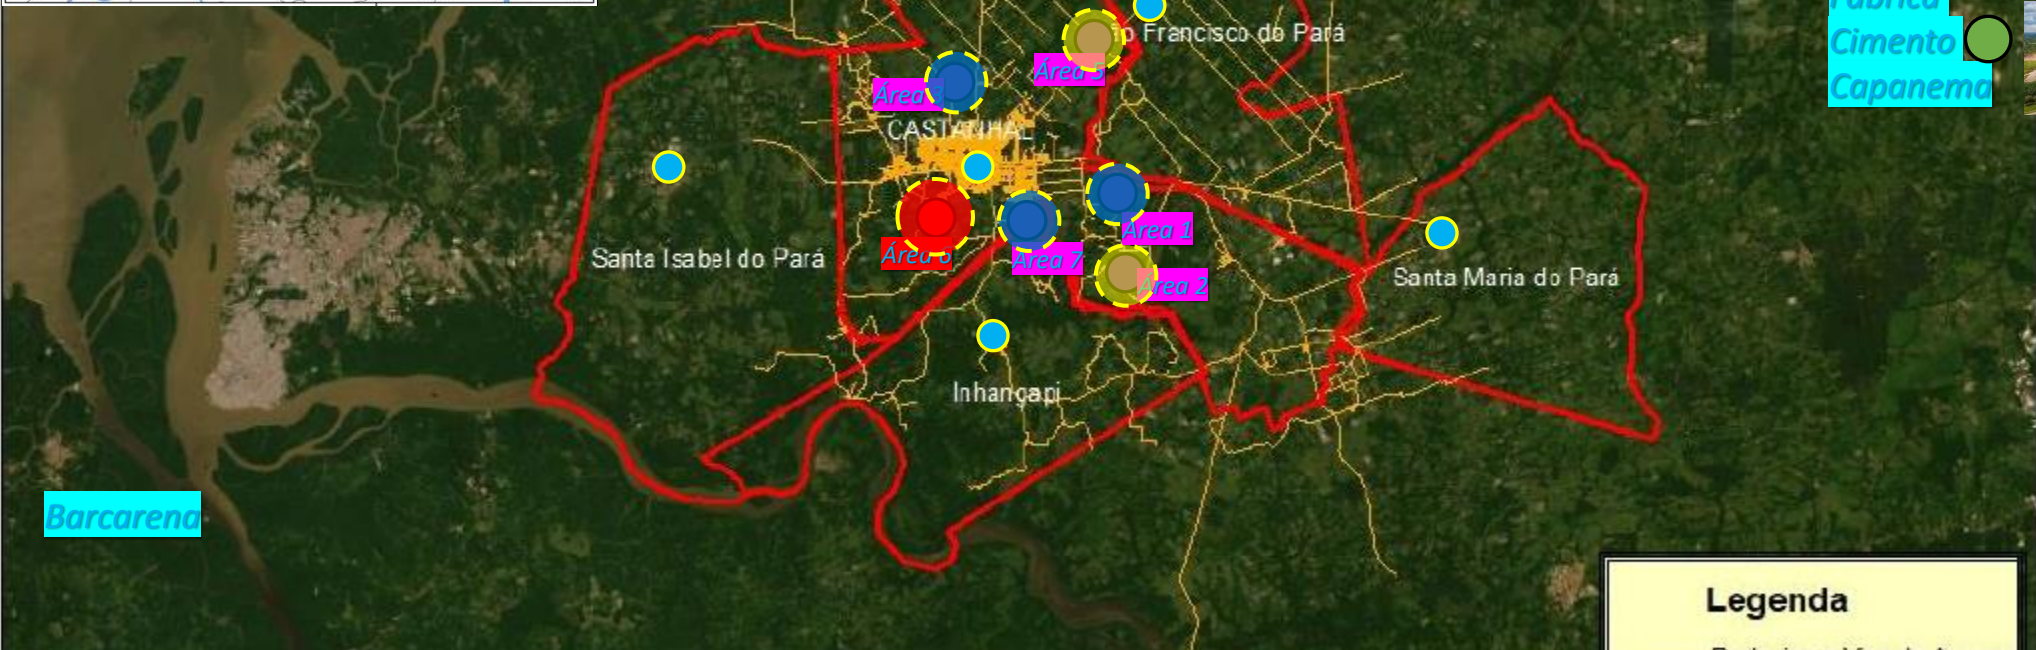 ão Francisco do Pará
Fábrica
Cimento
Capanema
Área 5
Área
CASTANHAL
Área 1
Santa Isabel do Pará
Área 6
Área 7
Área 2
Santa Maria do Pará
Inhangapi
Barcarena
Legenda